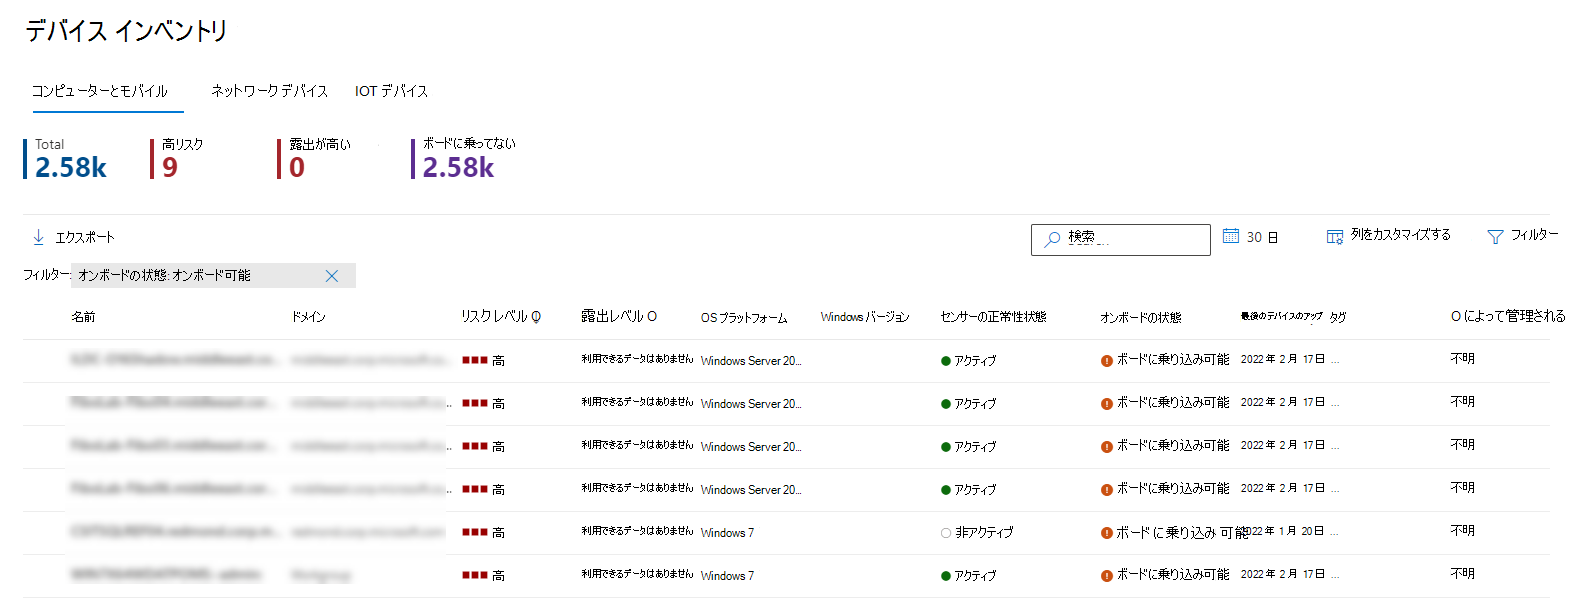 デバイス インベントリ
コンピューターとモバイル ネットワーク デバイス IOT デバイス
Total 高リスク 露出が高い ボードに乗ってない
2.58k 9 0 2.58k
エクスポート 検索 30 日 列をカスタマイズする フィルター
フィルター: オンボードの状態: オンボード可能
名前 ドメイン リスク レベル 露出レベル O OS プラットフォーム Windows バージョン センサーの正常性状態 オンボードの状態 最後のデバイスのアップ タグ O によって管理される
高 利用できるデータはありません Windows Server 20... アクティブ ボードに乗り込み可能 2022 年 2 月 17日 ... 不明
高 利用できるデータはありません Windows Server 20... アクティブ ボードに乗り込み可能 2022 年 2 月 17日 ... 不明
高 利用できるデータはありません Windows Server 20... アクティブ ボードに乗り込み可能 2022 年 2 月 17日 ... 不明
高 利用できるデータはありません Windows Server 20... アクティブ ボードに乗り込み可能 2022 年 2 月 17日 ... 不明
高 利用できるデータはありません Windows 7 非アクティブ ボード に乗り込み 可能 2022 年 1 月 20日 ... 不明
高 利用できるデータはありません Windows 7 アクティブ ボードに乗り込み可能 2022 年 2 月 17日 ... 不明